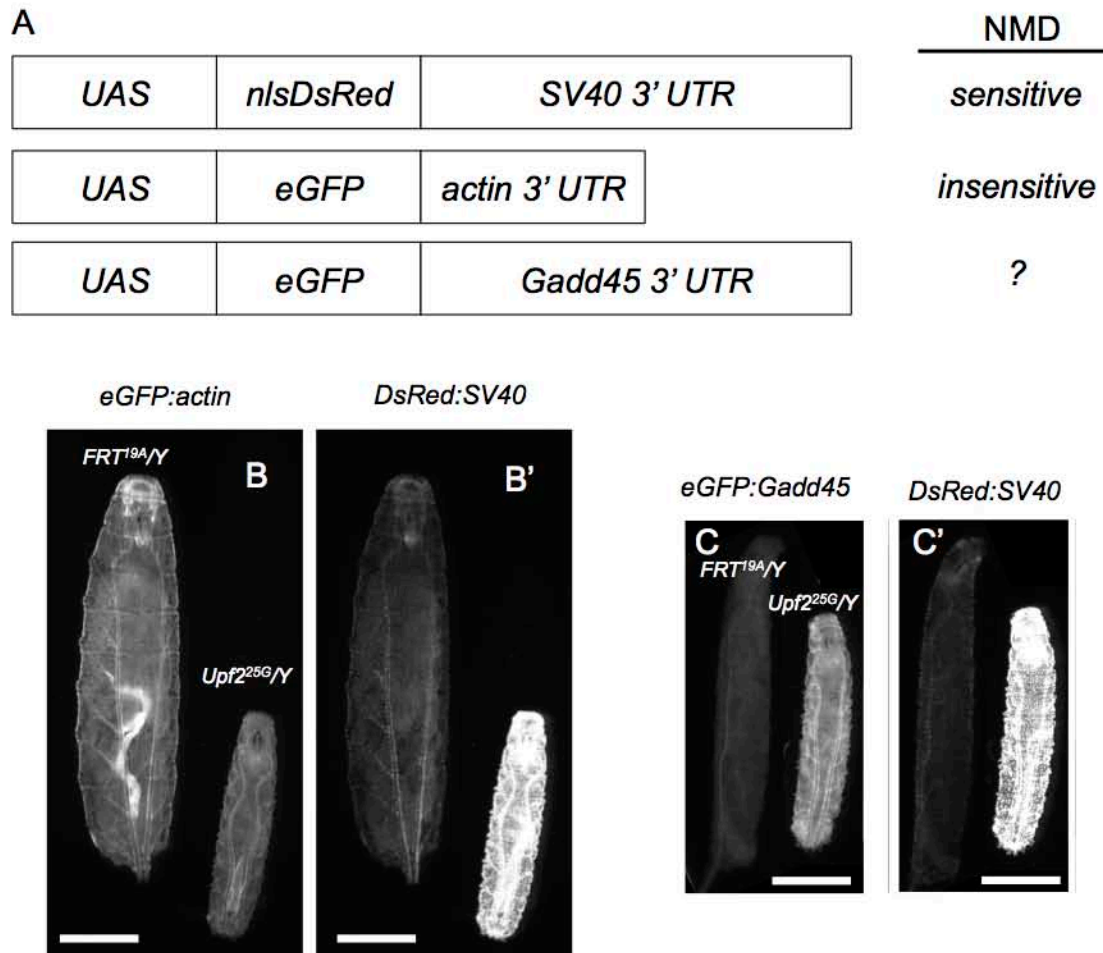 A
NMD
UAS nlsDsRed SV40 3’ UTR sensitive
UAS eGFP actin 3’ UTR insensitive
UAS eGFP Gadd45 3’ UTR ?
eGFP:actin DsRed:SV40
FRT19A/Y B B’
Upf225G/Y
eGFP:Gadd45 DsRed:SV40
C C’
FRT19A/Y
Upf225G/Y